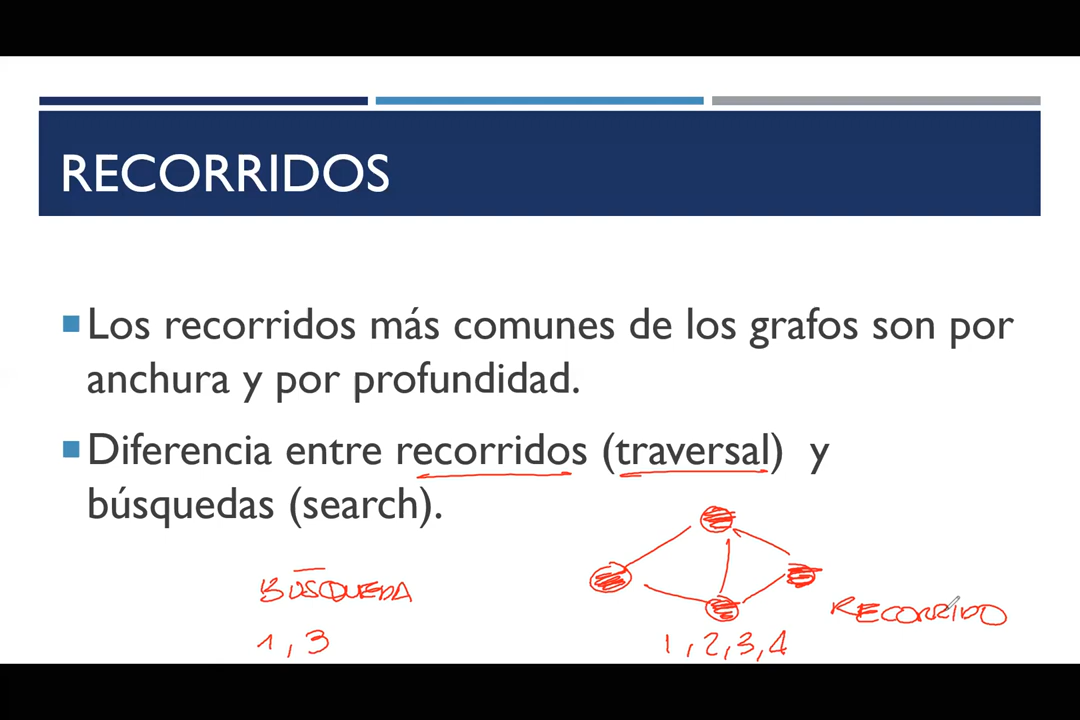 RECORRIDOS
Los recorridos más comunes de los grafos son por
anchura y por profundidad.
Diferencia entre recorridos (traversal) y
búsquedas (search).
BÚSQUEDA
1, 3
RECORRIDO
1, 2, 3, 4